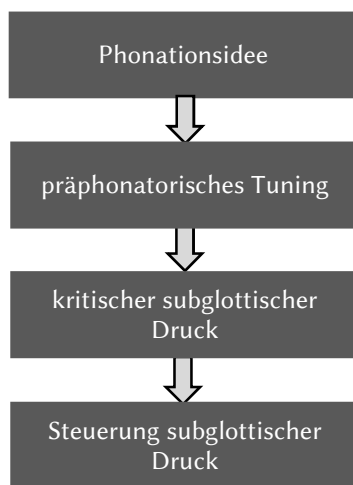 Phonationsidee
präphonatorisches Tuning
kritischer subglottischer
Druck
Steuerung subglottischer
Druck